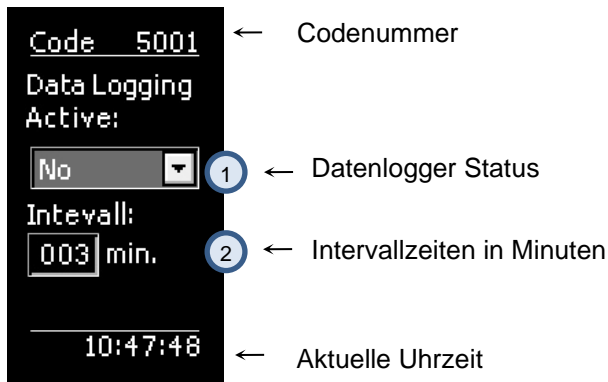 Code 5001 ← Codenummer
Data Logging
Active:
No 1 ← Datenlogger Status
Intevall:
003 min. 2 ← Intervallzeiten in Minuten
10:47:48 ← Aktuelle Uhrzeit